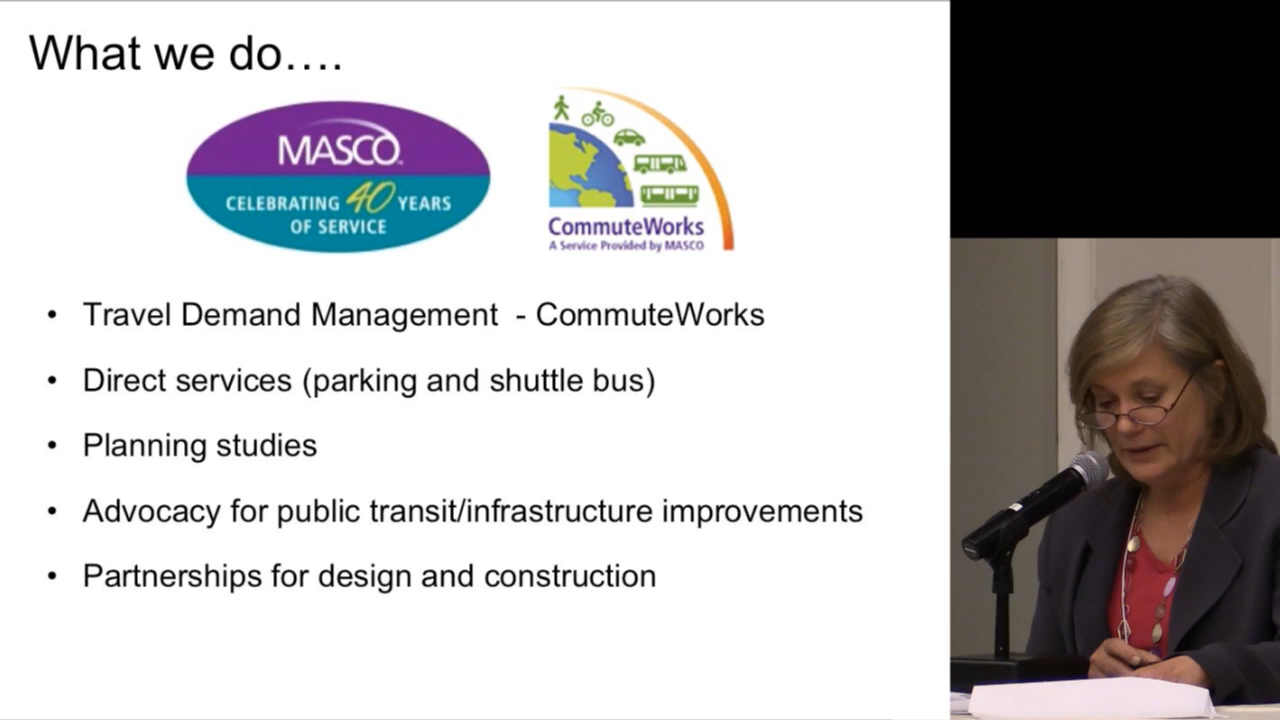 What we do….
MASCO
CELEBRATING 40 YEARS
OF SERVICE
CommuteWorks
A Service Provided by MASCO
• Travel Demand Management - CommuteWorks
• Direct services (parking and shuttle bus)
• Planning studies
• Advocacy for public transit/infrastructure improvements
• Partnerships for design and construction